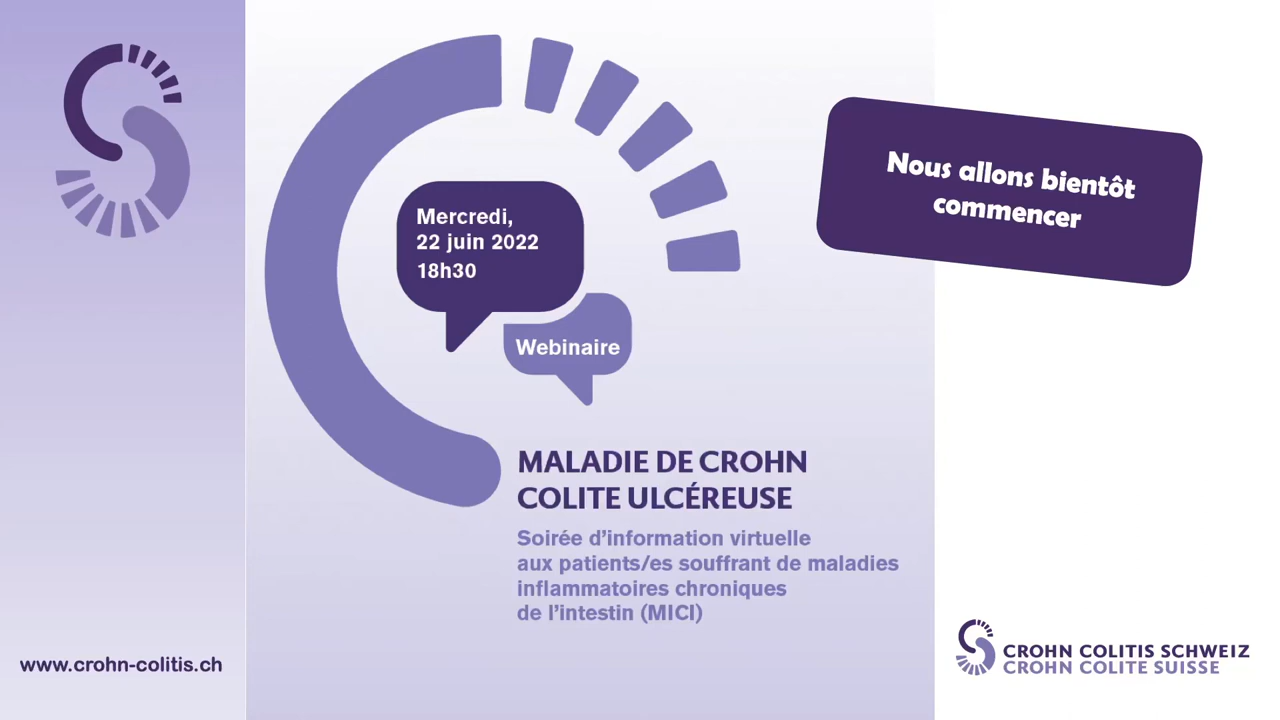 Nous allons bientôt
commencer
Mercredi,
22 juin 2022
18h30
Webinaire
MALADIE DE CROHN
COLITE ULCÉREUSE
Soirée d'information virtuelle
aux patients/es souffrant de maladies
inflammatoires chroniques
de l'intestin (MICI)
www.crohn-colitis.ch
CROHN COLITIS SCHWEIZ
CROHN COLITE SUISSE